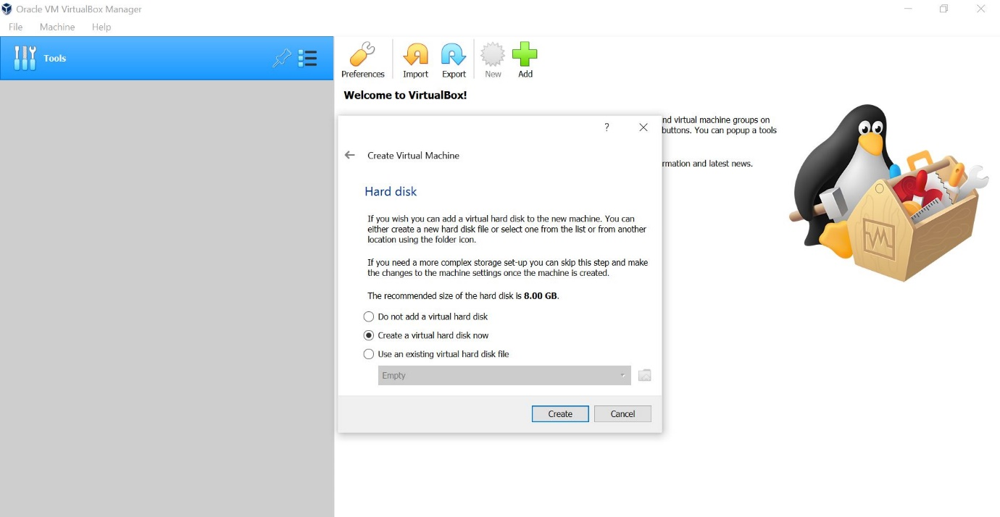 Oracle VM VirtualBox Manager
File Machine Help
Tools
Preferences Import Export New Add
Welcome to VirtualBox!
nd virtual machine groups on
buttons. You can popup a tools
rmation and latest news.
?
Create Virtual Machine
Hard disk
If you wish you can add a virtual hard disk to the new machine. You can
either create a new hard disk file or select one from the list or from another
location using the folder icon.
If you need a more complex storage set-up you can skip this step and make
the changes to the machine settings once the machine is created.
The recommended size of the hard disk is 8.00 GB.
Do not add a virtual hard disk
Create a virtual hard disk now
Use an existing virtual hard disk file
Empty
Create Cancel